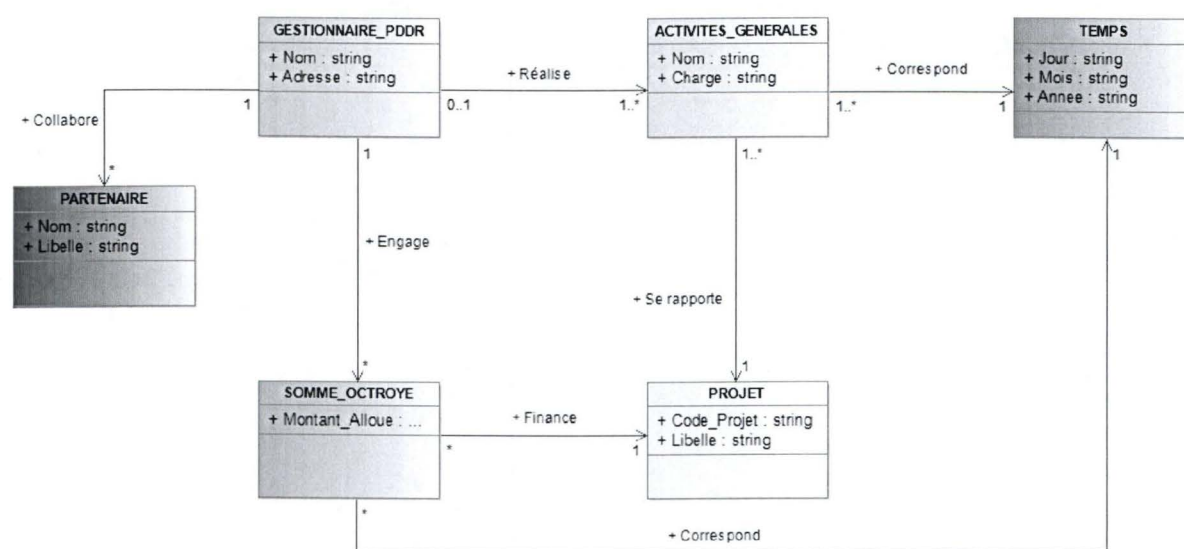 GESTIONNAIRE_PDDR
+ Nom : string
+ Adresse : string
ACTIVITES_GENERALES
+ Nom : string
+ Charge : string
TEMPS
+ Jour : string
+ Mois : string
+ Annee : string
+ Réalise
0..1
1..*
+ Correspond
1..*
1
1
+ Collabore
*
PARTENAIRE
+ Nom : string
+ Libelle : string
1
+ Engage
*
1..*
+ Se rapporte
1
1
SOMME_OCTROYE
+ Montant_Alloue : ...
+ Finance
*
1
PROJET
+ Code_Projet : string
+ Libelle : string
*
+ Correspond